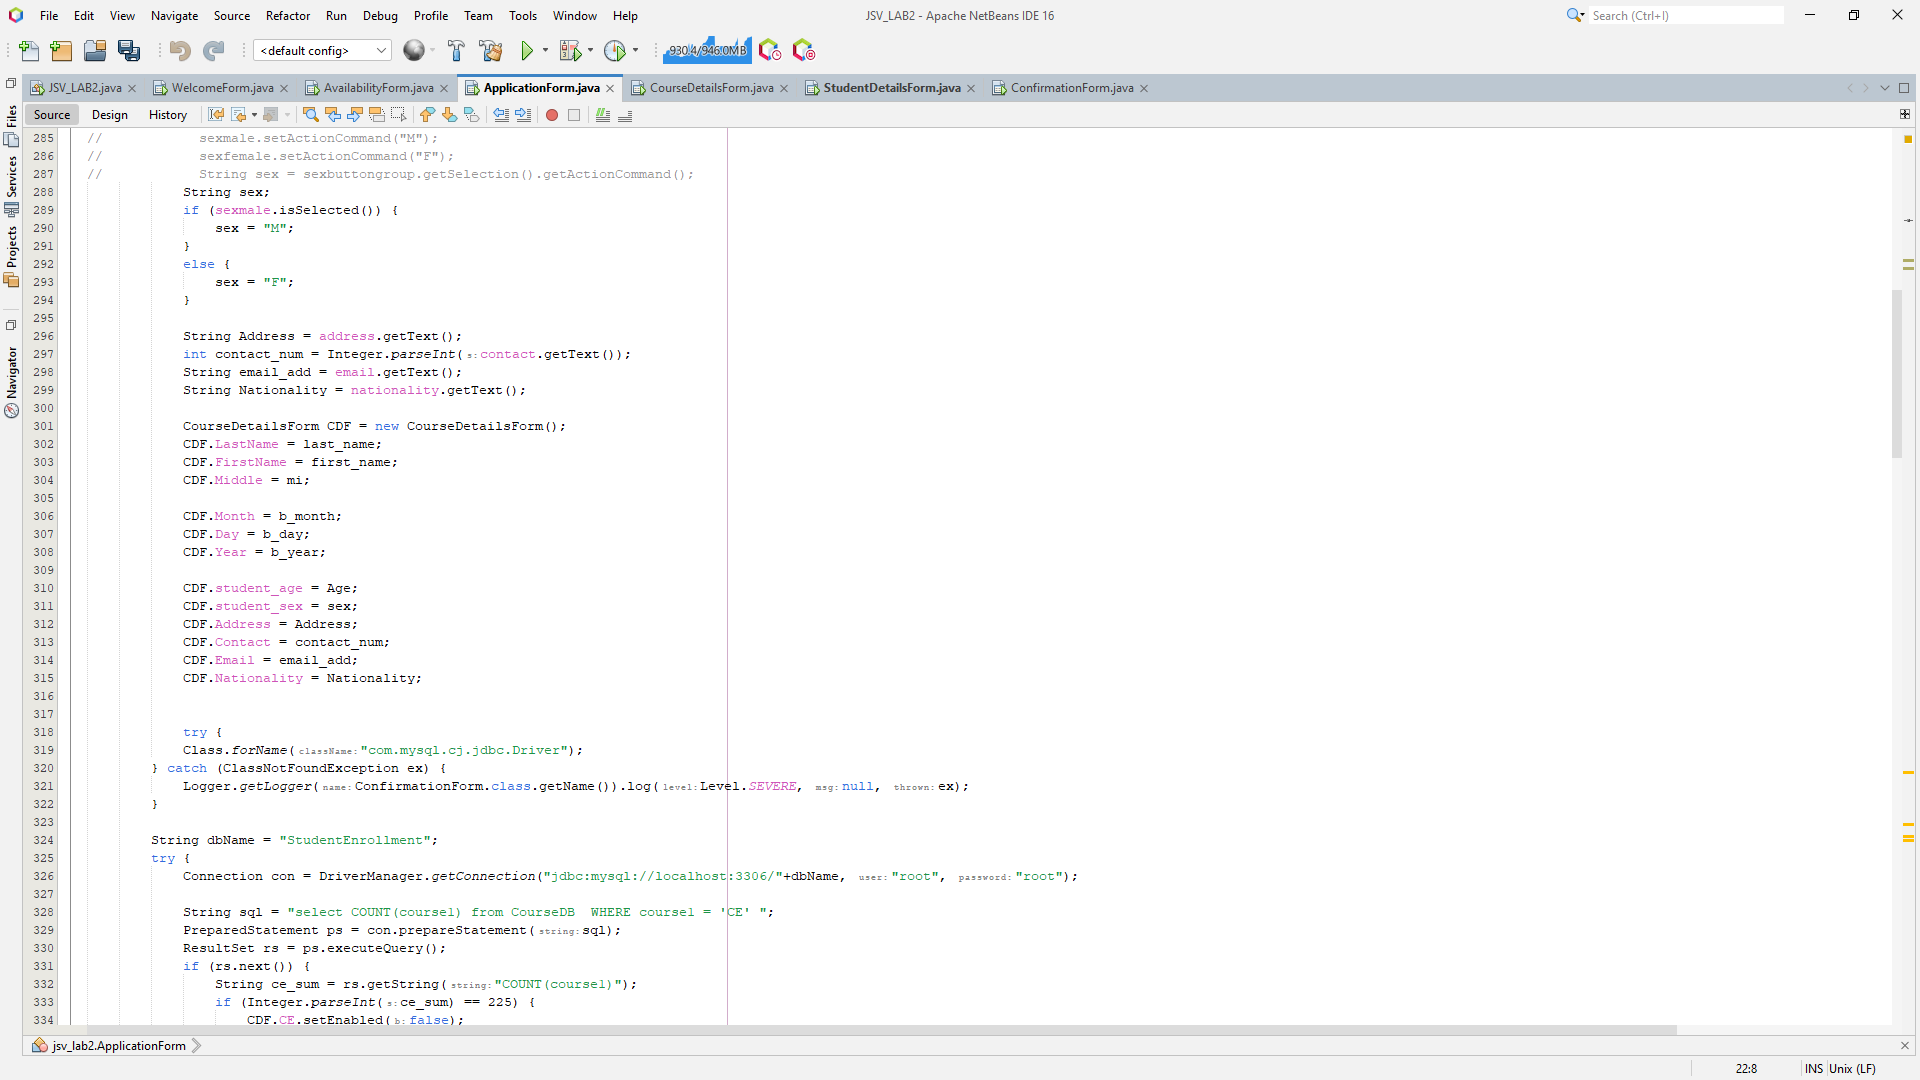 File Edit View Navigate Source Refactor Run Debug Profile Team Tools Window Help
JSV_LAB2 - Apache NetBeans IDE 16
Search (Ctrl+I)
<default config>
930.4/946.0MB
JSV_LAB2.java
WelcomeForm.java
AvailabilityForm.java
ApplicationForm.java
CourseDetailsForm.java
StudentDetailsForm.java
ConfirmationForm.java
Source Design History
Files
Services
Projects
Navigator
285 // sexmale.setActionCommand("M");
286 // sexfemale.setActionCommand("F");
287 // String sex = sexbuttongroup.getSelection().getActionCommand();
288 String sex;
289 if (sexmale.isSelected()) {
290 sex = "M";
291 }
292 else {
293 sex = "F";
294 }
295
296 String Address = address.getText();
297 int contact_num = Integer.parseInt(s:contact.getText());
298 String email_add = email.getText();
299 String Nationality = nationality.getText();
300
301 CourseDetailsForm CDF = new CourseDetailsForm();
302 CDF.LastName = last_name;
303 CDF.FirstName = first_name;
304 CDF.Middle = mi;
305
306 CDF.Month = b_month;
307 CDF.Day = b_day;
308 CDF.Year = b_year;
309
310 CDF.student_age = Age;
311 CDF.student_sex = sex;
312 CDF.Address = Address;
313 CDF.Contact = contact_num;
314 CDF.Email = email_add;
315 CDF.Nationality = Nationality;
316
317
318 try {
319 Class.forName(className:"com.mysql.cj.jdbc.Driver");
320 } catch (ClassNotFoundException ex) {
321 Logger.getLogger(name:ConfirmationForm.class.getName()).log(level:Level.SEVERE, msg:null, thrown:ex);
322 }
323
324 String dbName = "StudentEnrollment";
325 try {
326 Connection con = DriverManager.getConnection("jdbc:mysql://localhost:3306/"+dbName, user:"root", password:"root");
327
328 String sql = "select COUNT(course1) from CourseDB  WHERE course1 = 'CE' ";
329 PreparedStatement ps = con.prepareStatement(string:sql);
330 ResultSet rs = ps.executeQuery();
331 if (rs.next()) {
332 String ce_sum = rs.getString(string:"COUNT(course1)");
333 if (Integer.parseInt(s:ce_sum) == 225) {
334 CDF.CE.setEnabled(b:false);
jsv_lab2.ApplicationForm
22:8 INS Unix (LF)